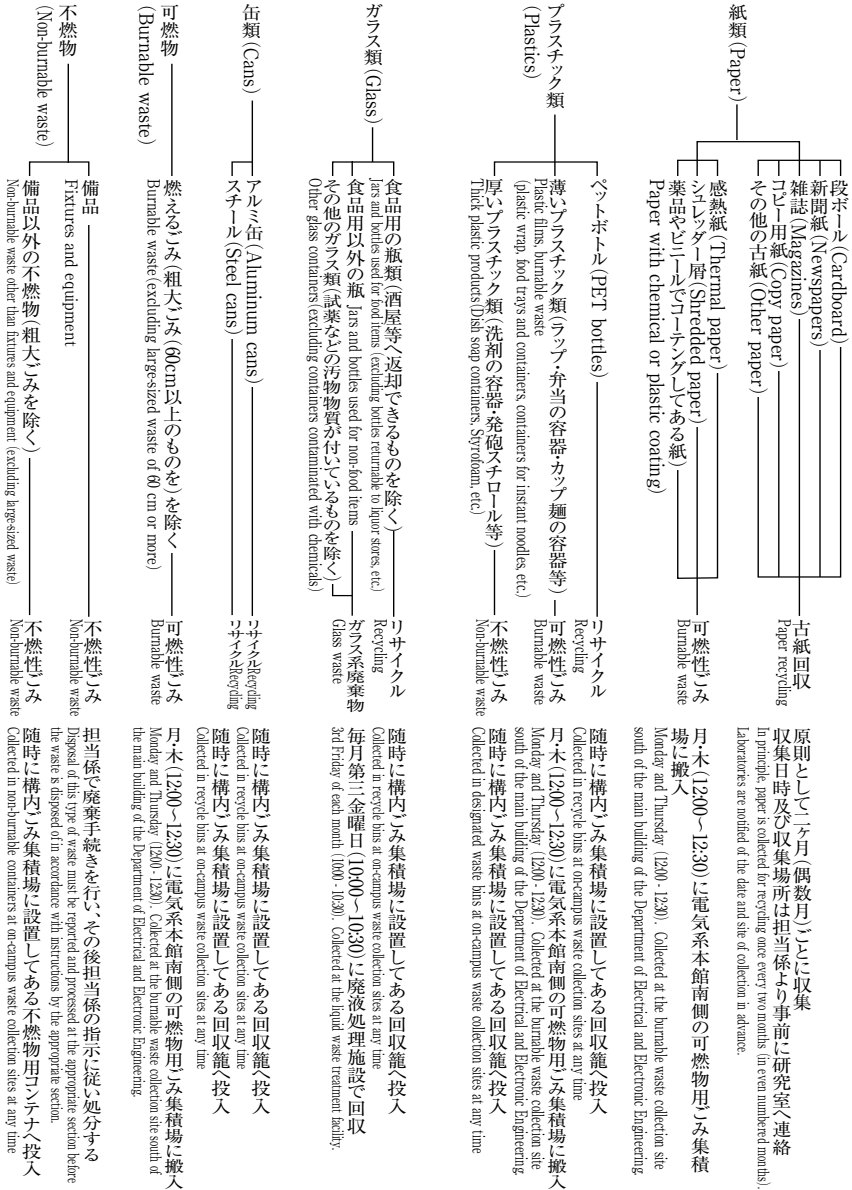 紙類(Paper)
段ボール(Cardboard)
新聞紙(Newspapers)
雑誌(Magazines)
コピー用紙(Copy paper)
その他の古紙(Other paper)
古紙回収
Paper recycling
原則として二ヶ月(偶数月)ごとに収集
収集日時及び収集場所は担当係より事前に研究室へ連絡
In principle, paper is collected for recycling once every two months (in even numbered months).
Laboratories are notified of the date and site of collection in advance.
感熱紙(Thermal paper)
シュレッダー屑(Shredded paper)
薬品やビニールでコーテングしてある紙)
Paper with chemical or plastic coating)
可燃性ごみ
Burnable waste
月・木(12:00～12:30)に電気系本館南側の可燃物用ごみ集積
場に搬入
Monday and Thursday (12:00 - 12:30). Collected at the burnable waste collection site
south of the main building of the Department of Electrical and Electronic Engineering
プラスチック類
(Plastics)
ペットボトル(PET bottles)
リサイクル
Recycling
随時に構内ごみ集積場に設置してある回収籠へ投入
Collected in recycle bins at on-campus waste collection sites at any time
薄いプラスチック類(ラップ・弁当の容器・カップ麺の容器等)
Plastic films, burnable waste
(plastic wrap, food trays and containers, containers for instant noodles, etc.)
可燃性ごみ
Burnable waste
月・木(12:00～12:30)に電気系本館南側の可燃物用ごみ集積場に搬入
Monday and Thursday (12:00 - 12:30). Collected at the burnable waste collection site
south of the main building of the Department of Electrical and Electronic Engineering
厚いプラスチック類(洗剤の容器・発砲スチロール等)
Thick plastic products(Dish soap containers, Styrofoam, etc.)
不燃性ごみ
Non-burnable waste
随時に構内ごみ集積場に設置してある回収籠へ投入
Collected in designated waste bins at on-campus waste collection sites at any time
ガラス類(Glass)
食品用の瓶類(酒屋等へ返却できるものを除く)
Jars and bottles used for food items (excluding bottles returnable to liquor stores, etc.)
リサイクル
Recycling
随時に構内ごみ集積場に設置してある回収籠へ投入
Collected in recycle bins at on-campus waste collection sites at any time
食品用以外の瓶 Jars and bottles used for non-food items
その他のガラス類(試薬などの汚物物質が付いているものを除く)
Other glass containers(excluding containers contaminated with chemicals)
ガラス系廃棄物
Glass waste
毎月第三金曜日(10:00～10:30)に廃液処理施設で回収
3rd Friday of each month (10:00 - 10:30). Collected at the liquid waste treatment facility.
缶類(Cans)
アルミ缶(Aluminum cans)
リサイクルRecycling
随時に構内ごみ集積場に設置してある回収籠へ投入
Collected in recycle bins at on-campus waste collection sites at any time
スチール(Steel cans)
リサイクルRecycling
随時に構内ごみ集積場に設置してある回収籠へ投入
Collected in recycle bins at on-campus waste collection sites at any time
可燃物
(Burnable waste)
燃えるごみ(粗大ごみ(60cm以上のものを)を除く
Burnable waste(excluding large-sized waste of 60 cm or more)
可燃性ごみ
Burnable waste
月・木(12:00～12:30)に電気系本館南側の可燃物用ごみ集積場に搬入
Monday and Thursday (12:00 - 12:30). Collected at the burnable waste collection site south of
the main building of the Department of Electrical and Electronic Engineering.
不燃物
(Non-burnable waste)
備品
Fixtures and equipment
不燃性ごみ
Non-burnable waste
担当係で廃棄手続きを行い、その後担当係の指示に従い処分する
Disposal of this type of waste must be reported and processed at the appropriate section before
the waste is disposed of in accordance with instructions by the appropriate section.
備品以外の不燃物(粗大ごみを除く)
Non-burnable waste other than fixtures and equipment (excluding large-sized waste)
不燃性ごみ
Non-burnable waste
随時に構内ごみ集積場に設置してある不燃物用コンテナへ投入
Collected in non-burnable containers at on-campus waste collection sites at any time